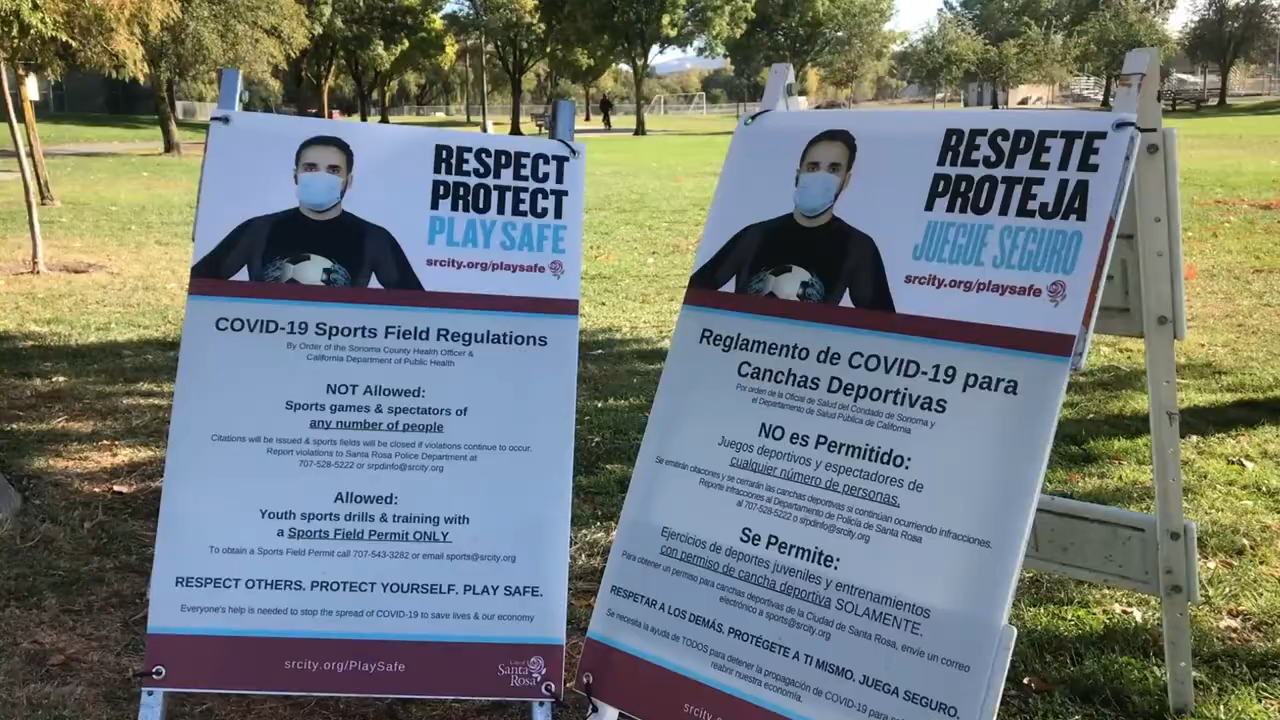 RESPECT
PROTECT
PLAY SAFE
srcity.org/playsafe
COVID-19 Sports Field Regulations
By Order of the Sonoma County Health Officer &
California Department of Public Health
NOT Allowed:
Sports games & spectators of
any number of people
Citations will be issued & sports fields will be closed if violations continue to occur.
Report violations to Santa Rosa Police Department at
707-528-5222 or srpdinfo@srcity.org
Allowed:
Youth sports drills & training with
a Sports Field Permit ONLY
To obtain a Sports Field Permit call 707-543-3282 or email sports@srcity.org
RESPECT OTHERS. PROTECT YOURSELF. PLAY SAFE.
Everyone's help is needed to stop the spread of COVID-19 to save lives & our economy
srcity.org/PlaySafe
City of
Santa
Rosa
RESPETE
PROTEJA
JUEGUE SEGURO
srcity.org/playsafe
Reglamento de COVID-19 para
Canchas Deportivas
Por orden de la Oficial de Salud del Condado de Sonoma y
el Departamento de Salud Pública de California
NO es Permitido:
Juegos deportivos y espectadores de
cualquier número de personas.
Se emitirán citaciones y se cerrarán las canchas deportivas si continúan ocurriendo infracciones.
Reporte infracciones al Departamento de Policía de Santa Rosa
al 707-528-5222 o srpdinfo@srcity.org
Se Permite:
Ejercicios de deportes juveniles y entrenamientos
con permiso de cancha deportiva SOLAMENTE.
Para obtener un permiso para canchas deportivas de la Ciudad de Santa Rosa, envíe un correo
electrónico a sports@srcity.org
RESPETAR A LOS DEMÁS. PROTÉGETE A TI MISMO. JUEGA SEGURO.
Se necesita la ayuda de TODOS para detener la propagación de COVID-19 para
reabrir nuestra economía.